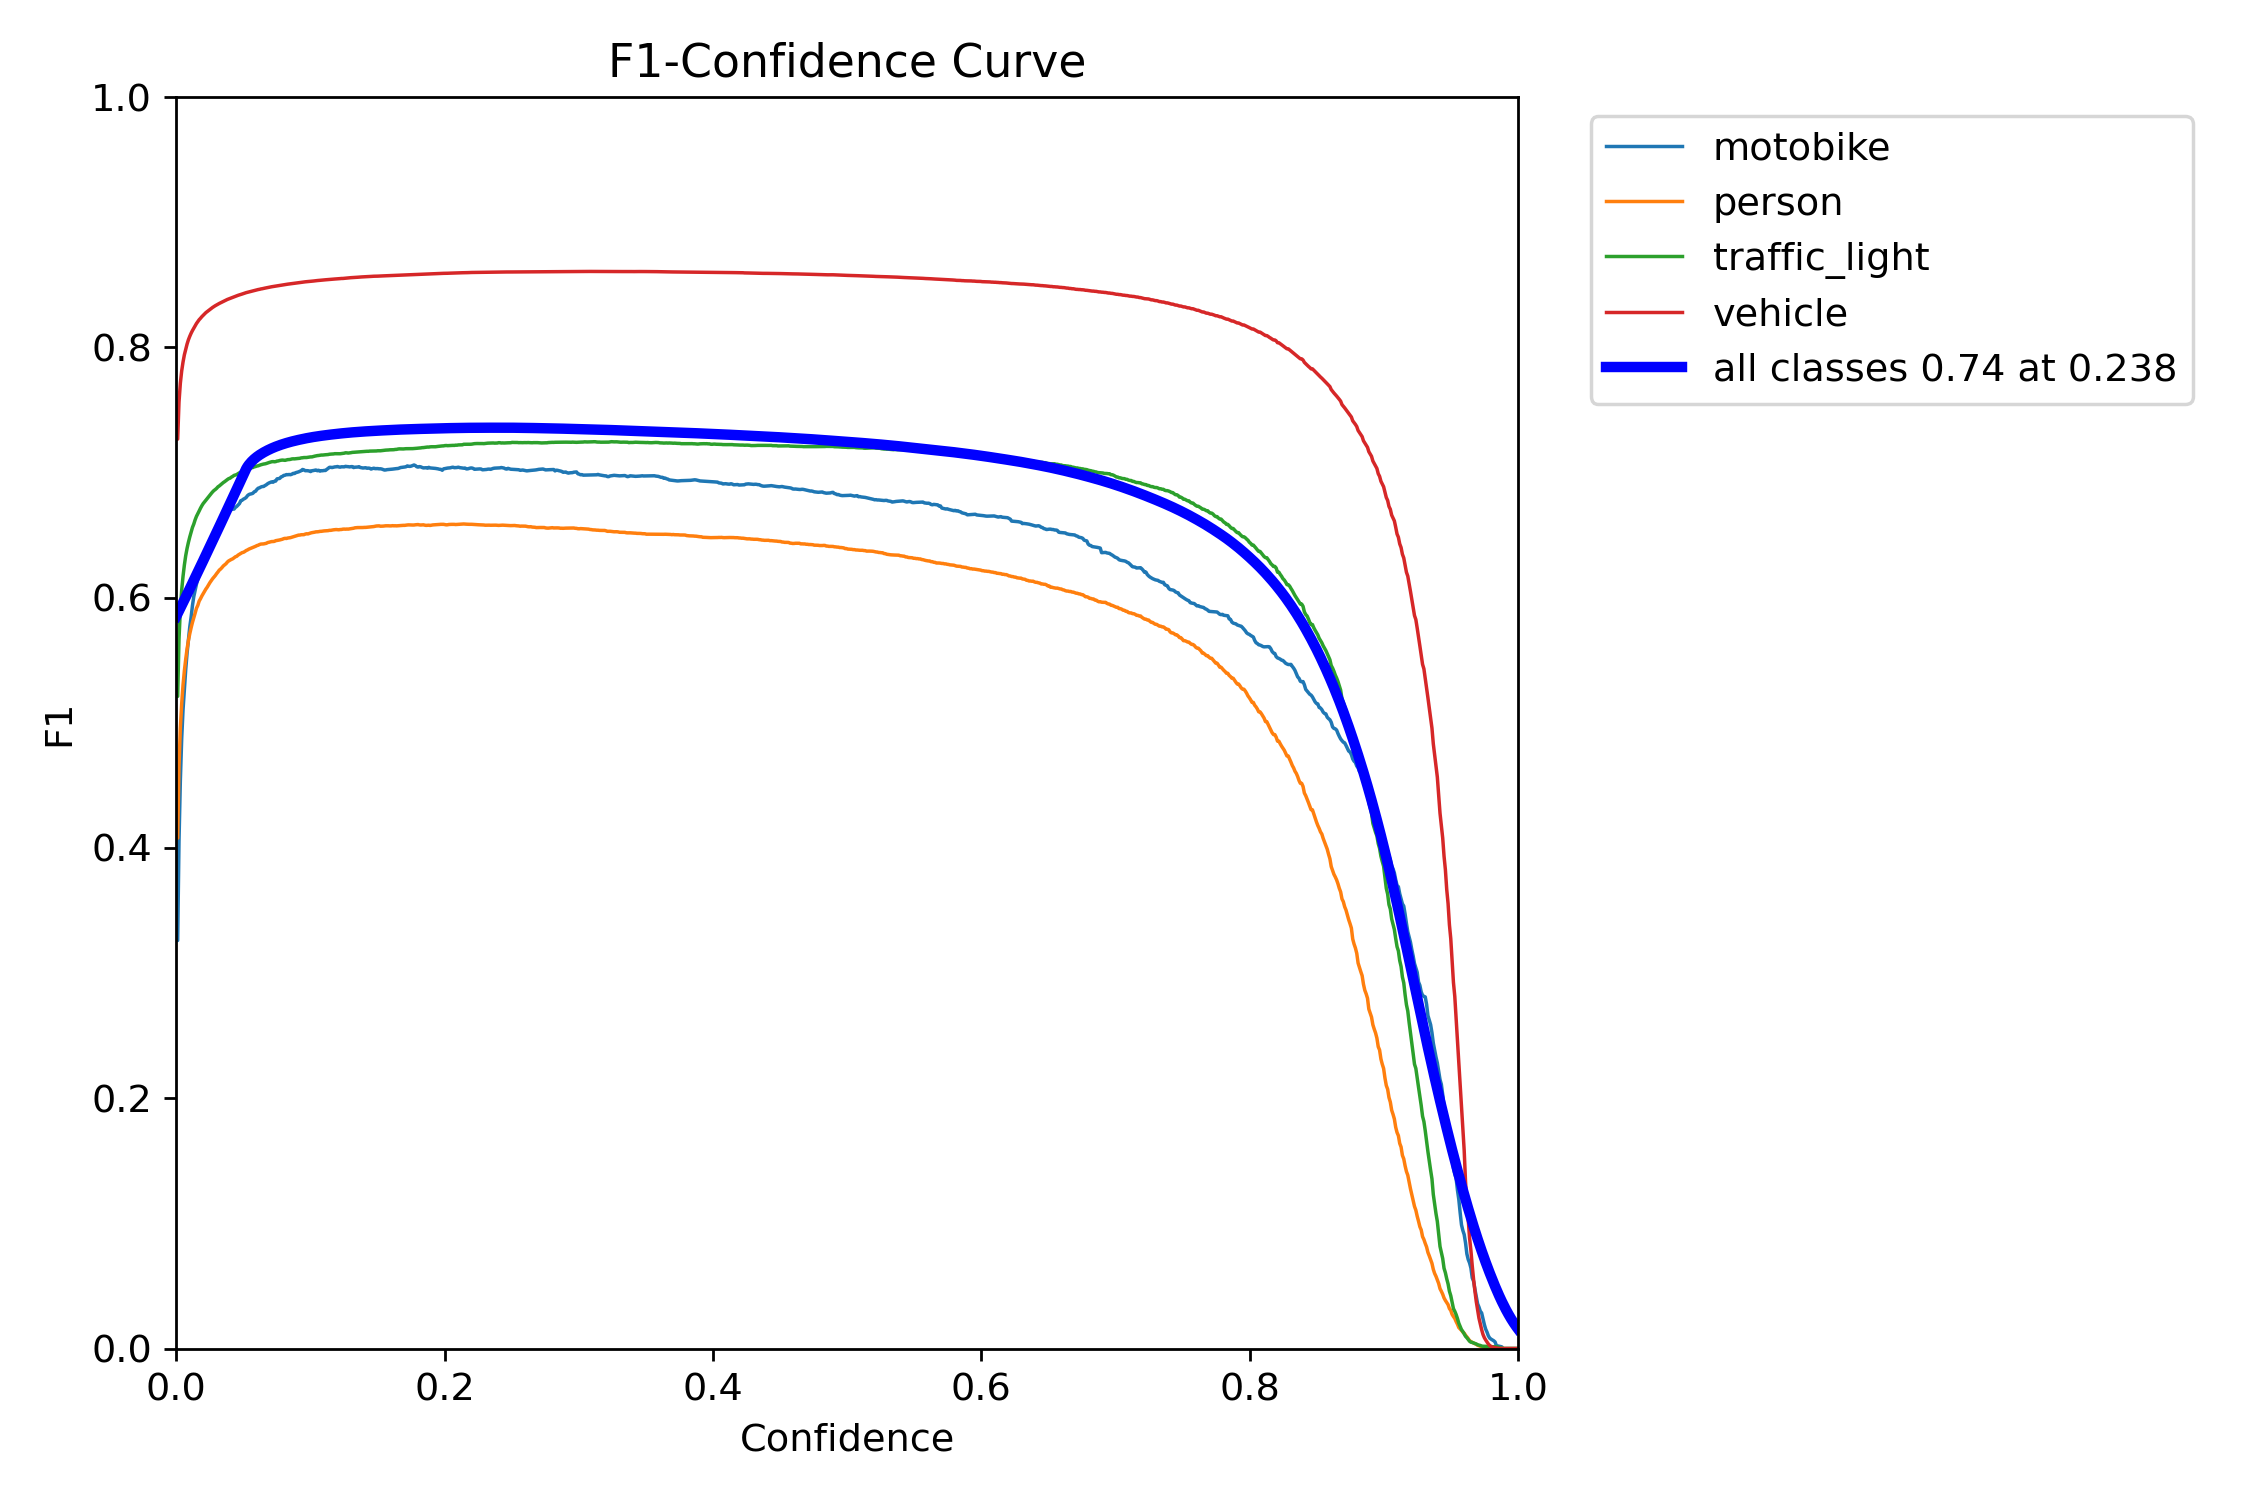 F1-Confidence Curve
1.0
0.8
0.6
0.4
0.2
0.0
F1
0.0 0.2 0.4 0.6 0.8 1.0
Confidence
motobike
person
traffic_light
vehicle
all classes 0.74 at 0.238